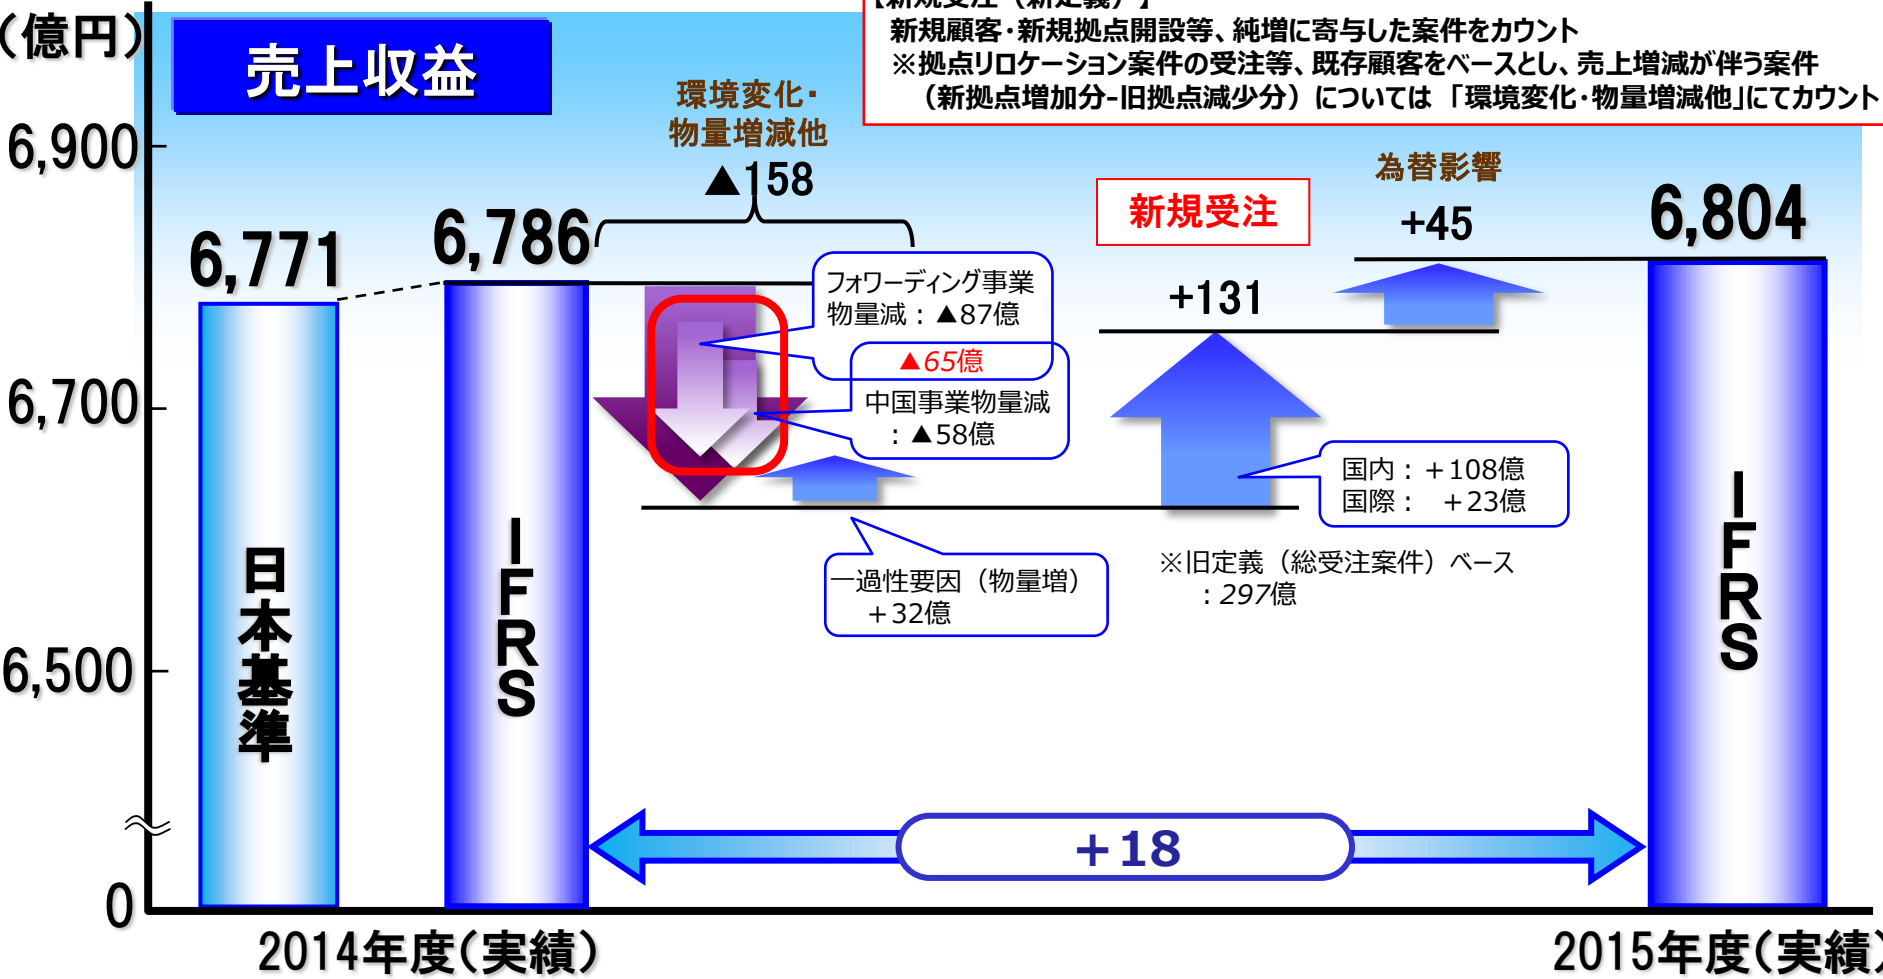 （億円）
売上収益
【新規受注（新定義）】
新規顧客・新規拠点開設等、純増に寄与した案件をカウント
※拠点リロケーション案件の受注等、既存顧客をベースとし、売上増減が伴う案件
（新拠点増加分-旧拠点減少分）については「環境変化・物量増減他」にてカウント
環境変化・
物量増減他
▲158
6,900
6,700
6,500
0
6,771
6,786
フォワーディング事業
物量減：▲87億
▲65億
中国事業物量減
：▲58億
一過性要因（物量増）
＋32億
新規受注
+131
国内：＋108億
国際：　＋23億
※旧定義（総受注案件）ベース
：297億
為替影響
+45
6,804
日本基準
IFRS
IFRS
＋18
2014年度（実績）
2015年度（実績）